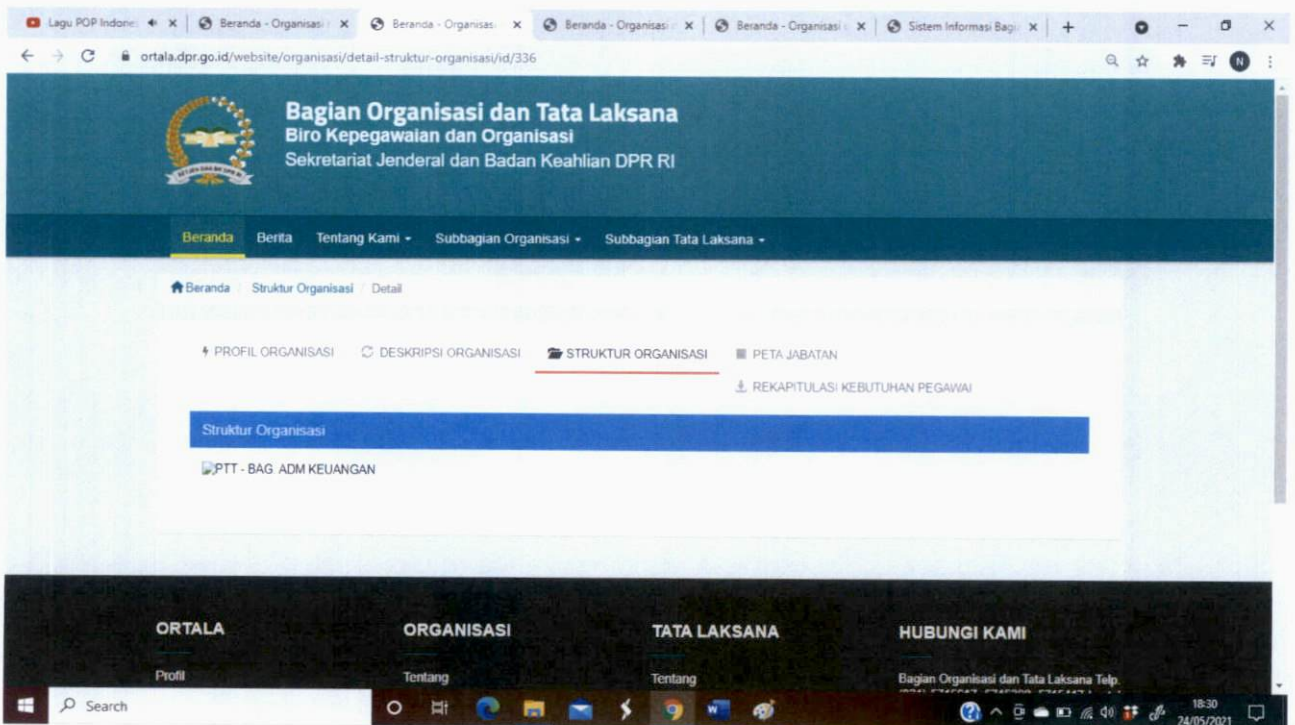 Lagu POP Indone
Beranda - Organisasi
Beranda - Organisas
Beranda - Organisasi
Beranda - Organisasi
Sistem Informasi Bagi
ortala.dpr.go.id/website/organisasi/detail-struktur-organisasi/id/336
N
Bagian Organisasi dan Tata Laksana
Biro Kepegawaian dan Organisasi
Sekretariat Jenderal dan Badan Keahlian DPR RI
Beranda Berita Tentang Kami Subbagian Organisasi Subbagian Tata Laksana
Beranda / Struktur Organisasi / Detail
PROFIL ORGANISASI DESKRIPSI ORGANISASI STRUKTUR ORGANISASI PETA JABATAN
REKAPITULASI KEBUTUHAN PEGAWAI
Struktur Organisasi
PTT - BAG. ADM KEUANGAN
ORTALA ORGANISASI TATA LAKSANA HUBUNGI KAMI
Profil Tentang Tentang Bagian Organisasi dan Tata Laksana Telp.
Search
18:30
24/05/2021